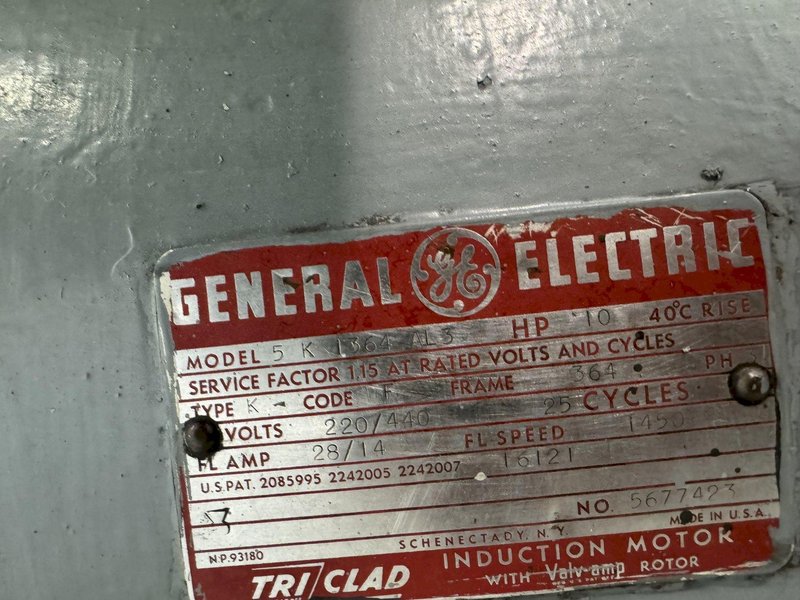 GENERAL GE ELECTRIC
MODEL 5 K 1364 AL3 HP 10 40°C RISE
SERVICE FACTOR 1.15 AT RATED VOLTS AND CYCLES
TYPE K - CODE F FRAME 364 PH
VOLTS 220/440 25 CYCLES
FL AMP 28/14 FL SPEED 1450
U.S. PAT. 2085995 2242005 2242007 16121
NO. 5677423
N.P. 93180 SCHENECTADY, N. Y. MADE IN U.S.A.
TRI/CLAD INDUCTION MOTOR
WITH Valv-amp ROTOR